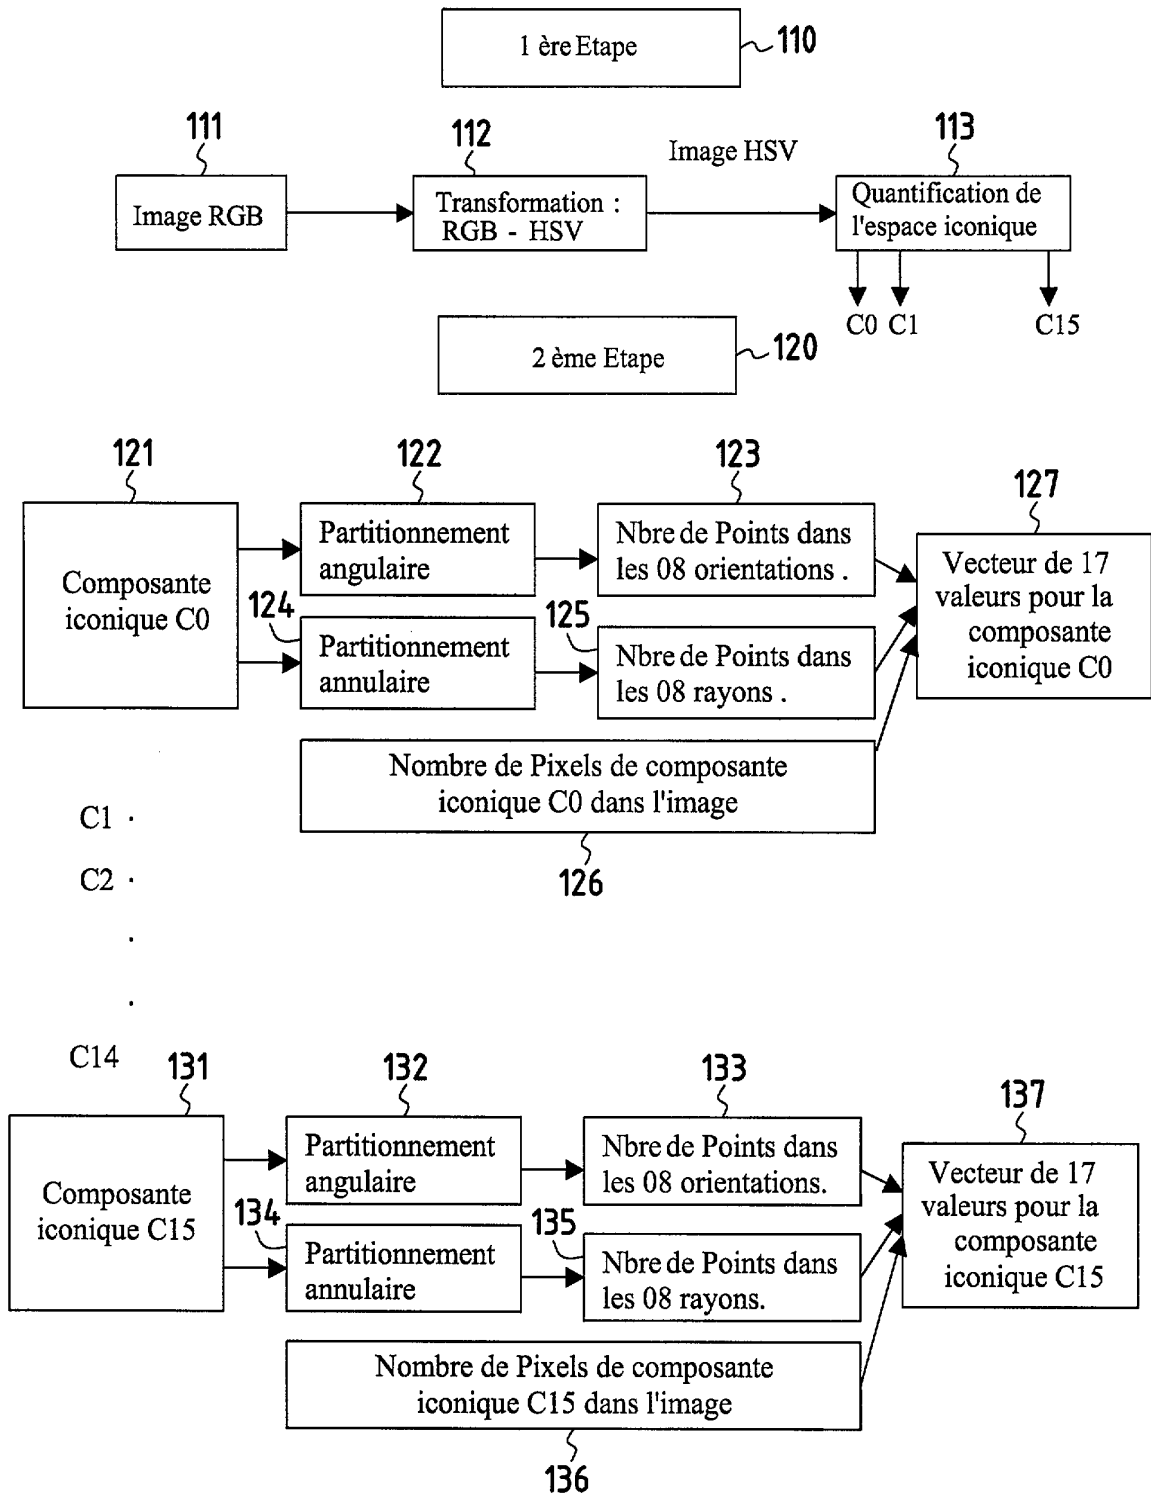 1 ère Etape
110
111
112
Image HSV
113
Image RGB
Transformation :
RGB - HSV
Quantification de
l'espace iconique
C0 C1 C15
2 ème Etape
120
121
122
123
127
Composante
iconique C0
Partitionnement
angulaire
Nbre de Points dans
les 08 orientations .
124
Partitionnement
annulaire
125
Nbre de Points dans
les 08 rayons .
Vecteur de 17
valeurs pour la
composante
iconique C0
Nombre de Pixels de composante
iconique C0 dans l'image
126
C1 .
C2 .
.
.
C14
131
132
133
137
Composante
iconique C15
Partitionnement
angulaire
Nbre de Points dans
les 08 orientations.
134
Partitionnement
annulaire
135
Nbre de Points dans
les 08 rayons.
Vecteur de 17
valeurs pour la
composante
iconique C15
Nombre de Pixels de composante
iconique C15 dans l'image
136